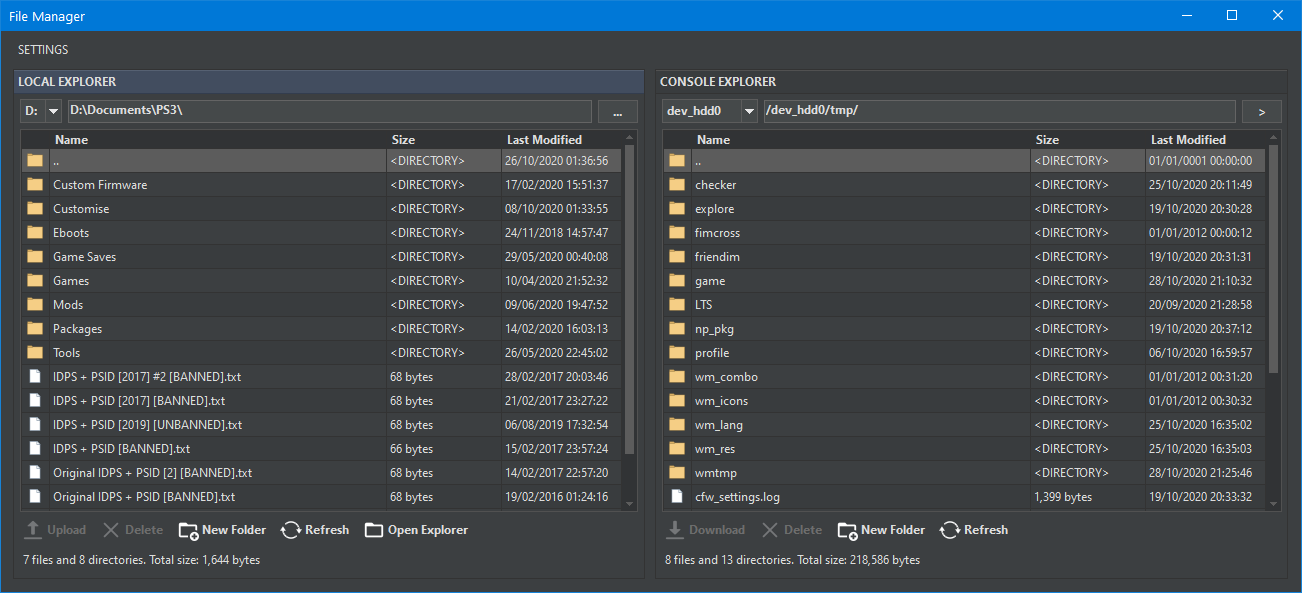 File Manager
SETTINGS
LOCAL EXPLORER
D: D:\Documents\PS3\ ...
Name Size Last Modified
.. <DIRECTORY> 26/10/2020 01:36:56
Custom Firmware <DIRECTORY> 17/02/2020 15:51:37
Customise <DIRECTORY> 08/10/2020 01:33:55
Eboots <DIRECTORY> 24/11/2018 14:57:47
Game Saves <DIRECTORY> 29/05/2020 00:40:08
Games <DIRECTORY> 10/04/2020 21:52:32
Mods <DIRECTORY> 09/06/2020 19:47:52
Packages <DIRECTORY> 14/02/2020 16:03:13
Tools <DIRECTORY> 26/05/2020 22:45:02
IDPS + PSID [2017] #2 [BANNED].txt 68 bytes 28/02/2017 20:03:46
IDPS + PSID [2017] [BANNED].txt 68 bytes 21/02/2017 23:27:22
IDPS + PSID [2019] [UNBANNED].txt 68 bytes 06/08/2019 17:32:54
IDPS + PSID [BANNED].txt 66 bytes 15/02/2017 23:57:24
Original IDPS + PSID [2] [BANNED].txt 68 bytes 14/02/2017 22:57:20
Original IDPS + PSID [BANNED].txt 68 bytes 19/02/2016 01:24:16
Upload Delete New Folder Refresh Open Explorer
7 files and 8 directories. Total size: 1,644 bytes
CONSOLE EXPLORER
dev_hdd0 /dev_hdd0/tmp/ >
Name Size Last Modified
.. <DIRECTORY> 01/01/0001 00:00:00
checker <DIRECTORY> 25/10/2020 20:11:49
explore <DIRECTORY> 19/10/2020 20:30:28
fimcross <DIRECTORY> 01/01/2012 00:00:12
friendim <DIRECTORY> 19/10/2020 20:31:31
game <DIRECTORY> 28/10/2020 21:10:32
LTS <DIRECTORY> 20/09/2020 21:28:58
np_pkg <DIRECTORY> 19/10/2020 20:37:12
profile <DIRECTORY> 06/10/2020 16:59:57
wm_combo <DIRECTORY> 01/01/2012 00:31:20
wm_icons <DIRECTORY> 01/01/2012 00:30:32
wm_lang <DIRECTORY> 25/10/2020 16:35:02
wm_res <DIRECTORY> 25/10/2020 16:35:03
wmtmp <DIRECTORY> 28/10/2020 21:25:46
cfw_settings.log 1,399 bytes 19/10/2020 20:33:32
Download Delete New Folder Refresh
8 files and 13 directories. Total size: 218,586 bytes